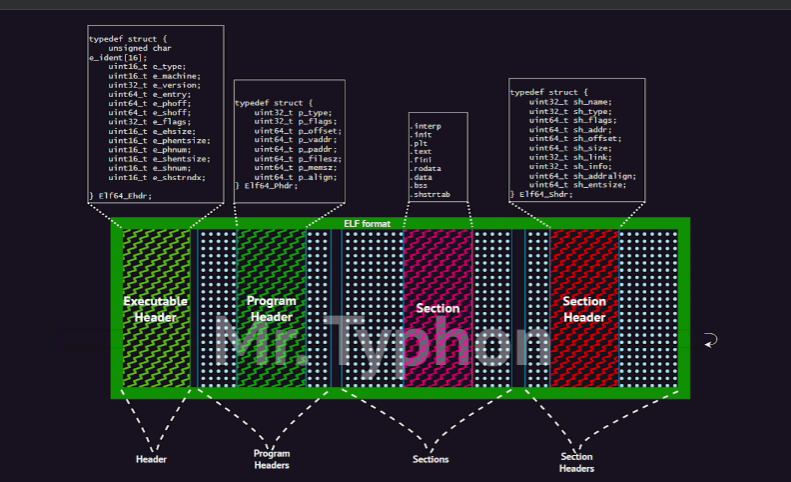 typedef struct {
unsigned char
e_ident[16];
uint16_t e_type;
uint16_t e_machine;
uint32_t e_version;
uint64_t e_entry;
uint64_t e_phoff;
uint64_t e_shoff;
uint32_t e_flags;
uint16_t e_ehsize;
uint16_t e_phentsize;
uint16_t e_phnum;
uint16_t e_shentsize;
uint16_t e_shnum;
uint16_t e_shstrndx;
} Elf64_Ehdr;
typedef struct {
uint32_t p_type;
uint32_t p_flags;
uint64_t p_offset;
uint64_t p_vaddr;
uint64_t p_paddr;
uint64_t p_filesz;
uint64_t p_memsz;
uint64_t p_align;
} Elf64_Phdr;
.interp
.init
.plt
.text
.fini
.rodata
.data
.bss
.shstrtab
typedef struct {
uint32_t sh_name;
uint32_t sh_type;
uint64_t sh_flags;
uint64_t sh_addr;
uint64_t sh_offset;
uint64_t sh_size;
uint32_t sh_link;
uint32_t sh_info;
uint64_t sh_addralign;
uint64_t sh_entsize;
} Elf64_Shdr;
ELF format
Executable
Header
Program
Header
Section
Section
Header
Mr. Typhon
Header
Program
Headers
Sections
Section
Headers